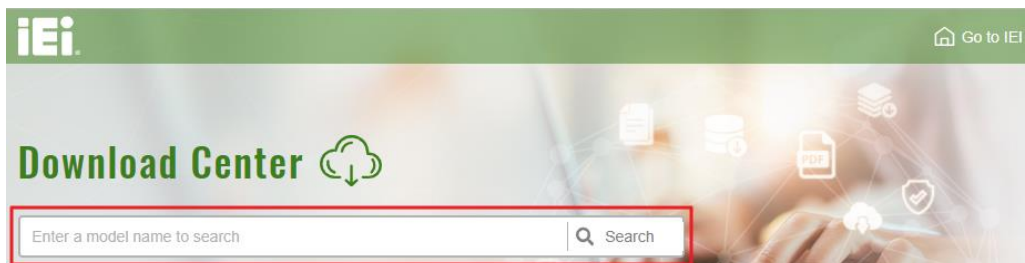 iEi
Go to IEI
Download Center
Enter a model name to search
Search
PDF